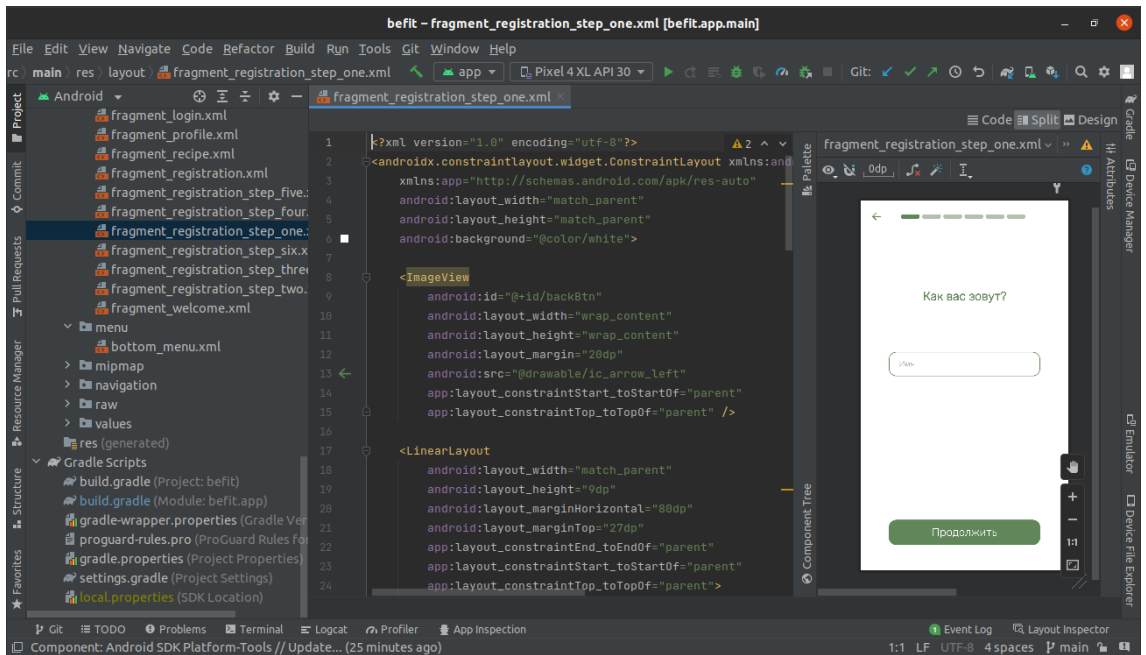 befit – fragment_registration_step_one.xml [befit.app.main]
File Edit View Navigate Code Refactor Build Run Tools Git Window Help
rc main res layout fragment_registration_step_one.xml app Pixel 4 XL API 30 Git:
Project
Android
fragment_registration_step_one.xml
Gradle
fragment_login.xml
fragment_profile.xml
fragment_recipe.xml
fragment_registration.xml
fragment_registration_step_five.
fragment_registration_step_four.
fragment_registration_step_one.
fragment_registration_step_six.x
fragment_registration_step_three
fragment_registration_step_two.
fragment_welcome.xml
menu
bottom_menu.xml
mipmap
navigation
raw
values
res (generated)
Gradle Scripts
build.gradle (Project: befit)
build.gradle (Module: befit.app)
gradle-wrapper.properties (Gradle Ver
proguard-rules.pro (ProGuard Rules fo
gradle.properties (Project Properties)
settings.gradle (Project Settings)
local.properties (SDK Location)
Commit
Pull Requests
Resource Manager
Structure
Favorites
Code Split Design
1 <?xml version="1.0" encoding="utf-8"?> 2
2 <androidx.constraintlayout.widget.ConstraintLayout xmlns:and
3 xmlns:app="http://schemas.android.com/apk/res-auto"
4 android:layout_width="match_parent"
5 android:layout_height="match_parent"
6 android:background="@color/white">
7
8 <ImageView
9 android:id="@+id/backBtn"
10 android:layout_width="wrap_content"
11 android:layout_height="wrap_content"
12 android:layout_margin="20dp"
13 android:src="@drawable/ic_arrow_left"
14 app:layout_constraintStart_toStartOf="parent"
15 app:layout_constraintTop_toTopOf="parent" />
16
17 <LinearLayout
18 android:layout_width="match_parent"
19 android:layout_height="9dp"
20 android:layout_marginHorizontal="80dp"
21 android:layout_marginTop="27dp"
22 app:layout_constraintEnd_toEndOf="parent"
23 app:layout_constraintStart_toStartOf="parent"
24 app:layout_constraintTop_toTopOf="parent">
Palette
Component Tree
fragment_registration_step_one.xml
0dp
Как вас зовут?
Имя
Продолжить
1:1
Attributes
Device Manager
Emulator
Device File Explorer
Git TODO Problems Terminal Logcat Profiler App Inspection 1 Event Log Layout Inspector
Component: Android SDK Platform-Tools // Update... (25 minutes ago) 1:1 LF UTF-8 4 spaces main